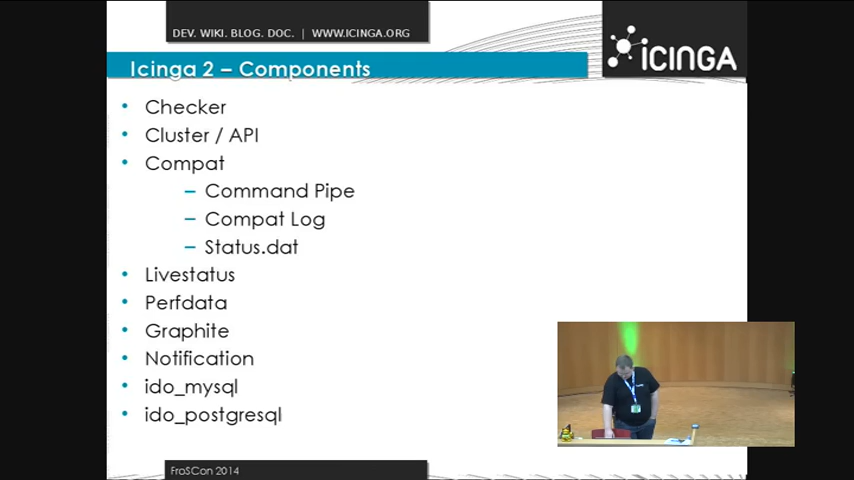 DEV. WIKI. BLOG. DOC. | WWW.ICINGA.ORG
ICINGA
Icinga 2 – Components
• Checker
• Cluster / API
• Compat
– Command Pipe
– Compat Log
– Status.dat
• Livestatus
• Perfdata
• Graphite
• Notification
• ido_mysql
• ido_postgresql
FroSCon 2014